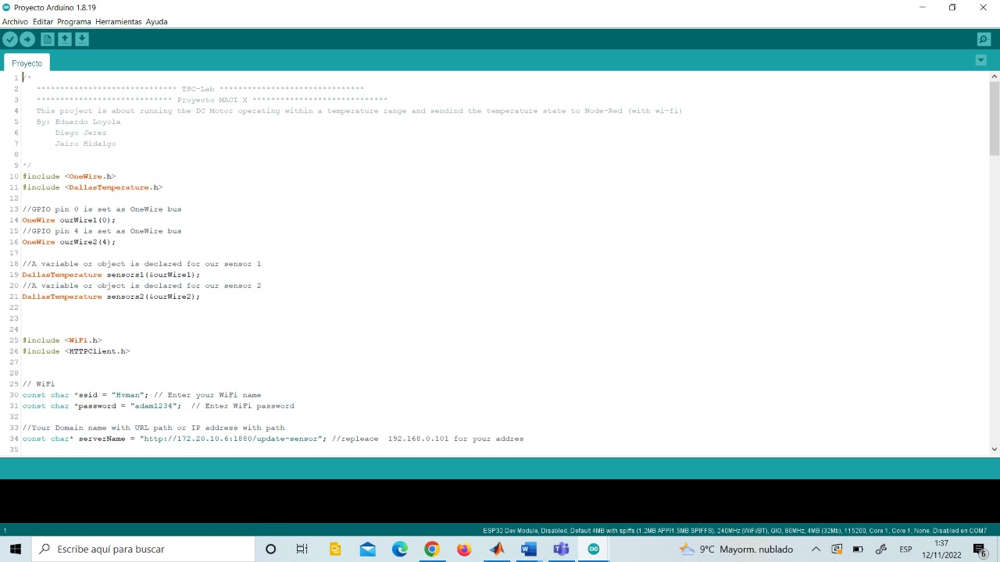 Proyecto Arduino 1.8.19
Archivo Editar Programa Herramientas Ayuda
Proyecto
1 /*
2 ****************************** TSC-Lab *******************************
3 ***************************** Proyecto MACI X *****************************
4 This project is about running the DC Motor operating within a temperature range and sendind the temperature state to Node-Red (with wi-fi)
5 By: Eduardo Loyola
6 Diego Jerez
7 Jairo Hidalgo
8
9 */
10 #include <OneWire.h>
11 #include <DallasTemperature.h>
12
13 //GPIO pin 0 is set as OneWire bus
14 OneWire ourWire1(0);
15 //GPIO pin 4 is set as OneWire bus
16 OneWire ourWire2(4);
17
18 //A variable or object is declared for our sensor 1
19 DallasTemperature sensors1(&ourWire1);
20 //A variable or object is declared for our sensor 2
21 DallasTemperature sensors2(&ourWire2);
22
23
24
25 #include <WiFi.h>
26 #include <HTTPClient.h>
27
28
29 // WiFi
30 const char *ssid = "Hvman"; // Enter your WiFi name
31 const char *password = "adam1234"; // Enter WiFi password
32
33 //Your Domain name with URL path or IP address with path
34 const char* serverName = "http://172.20.10.6:1880/update-sensor"; //repleace 192.168.0.101 for your addres
35
1
ESP32 Dev Module, Disabled, Default 4MB with spiffs (1.2MB APP/1.5MB SPIFFS), 240MHz (WiFi/BT), QIO, 80MHz, 4MB (32Mb), 115200, Core 1, Core 1, None, Disabled en COM7
Escribe aquí para buscar
9°C Mayorm. nublado
ESP
1:37
12/11/2022
6